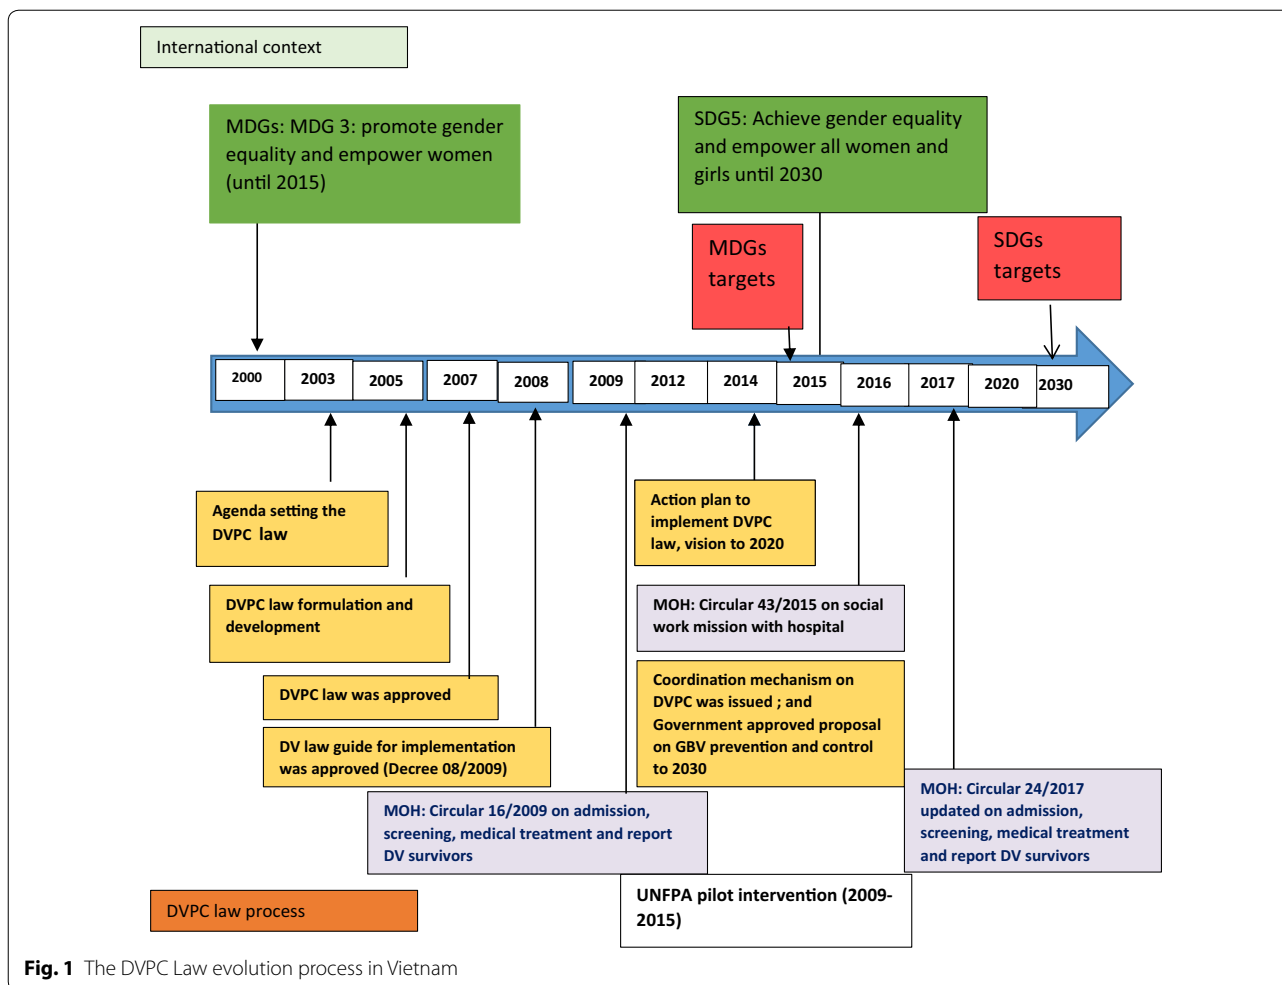 International context
MDGs: MDG 3: promote gender
equality and empower women
(until 2015)
SDG5: Achieve gender equality
and empower all women and
girls until 2030
MDGs
targets
SDGs
targets
2000 2003 2005 2007 2008 2009 2012 2014 2015 2016 2017 2020 2030
Agenda setting the
DVPC law
Action plan to
implement DVPC
law, vision to 2020
DVPC law formulation and
development
MOH: Circular 43/2015 on social
work mission with hospital
DVPC law was approved
Coordination mechanism on
DVPC was issued ; and
Government approved proposal
on GBV prevention and control
to 2030
DV law guide for implementation
was approved (Decree 08/2009)
MOH: Circular 16/2009 on admission,
screening, medical treatment and report
DV survivors
MOH: Circular 24/2017
updated on admission,
screening, medical treatment
and report DV survivors
UNFPA pilot intervention (2009-
2015)
DVPC law process
Fig. 1 The DVPC Law evolution process in Vietnam